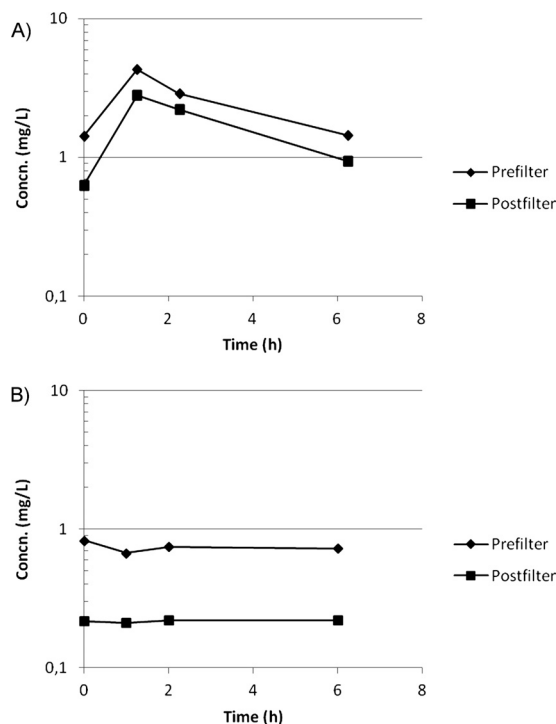 A)
Concn. (mg/L)
10
1
0,1
0 2 4 6 8
Time (h)
Prefilter
Postfilter
B)
Concn. (mg/L)
10
1
0,1
0 2 4 6 8
Time (h)
Prefilter
Postfilter